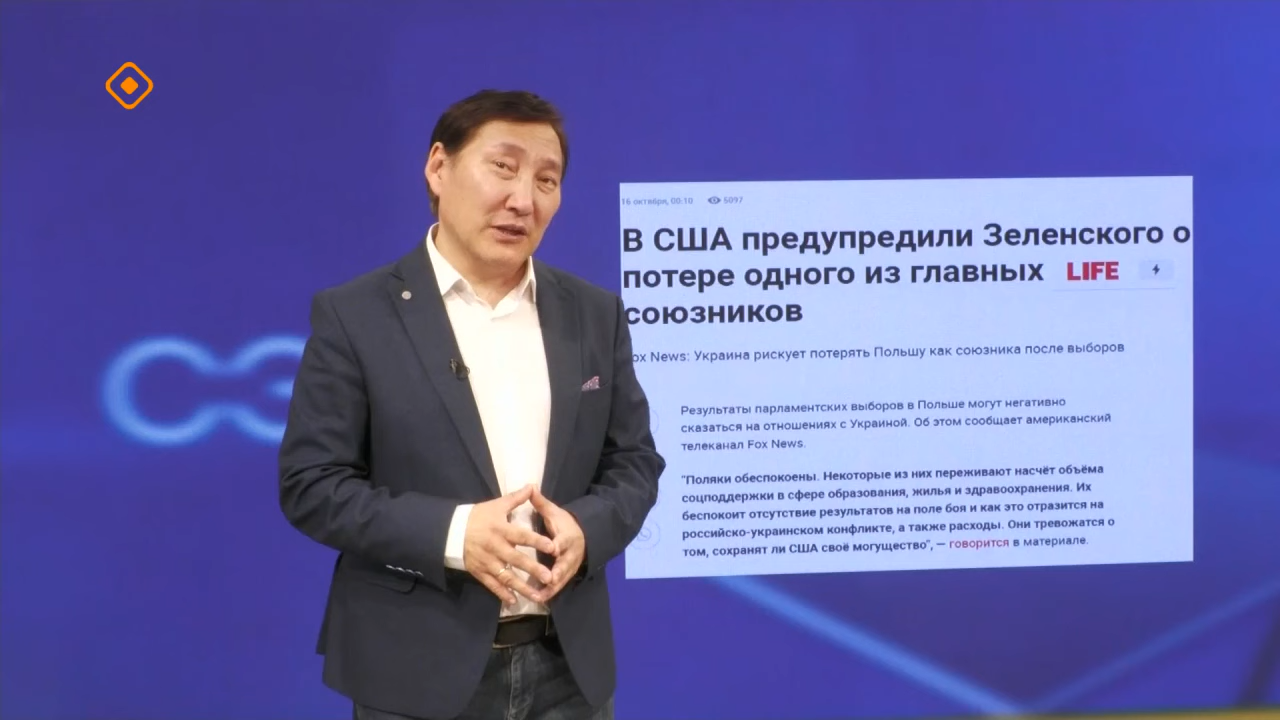 16 октября, 00:10 6097
В США предупредили Зеленского о
потере одного из главных LIFE
союзников
ox News: Украина рискует потерять Польшу как союзника после выборов
Результаты парламентских выборов в Польше могут негативно
сказаться на отношениях с Украиной. Об этом сообщает американский
телеканал Fox News.
"Поляки обеспокоены. Некоторые из них переживают насчёт объёма
соцподдержки в сфере образования, жилья и здравоохранения. Их
беспокоит отсутствие результатов на поле боя и как это отразится на
российско-украинском конфликте, а также расходы. Они тревожатся о
том, сохранят ли США своё могущество", — говорится в материале.